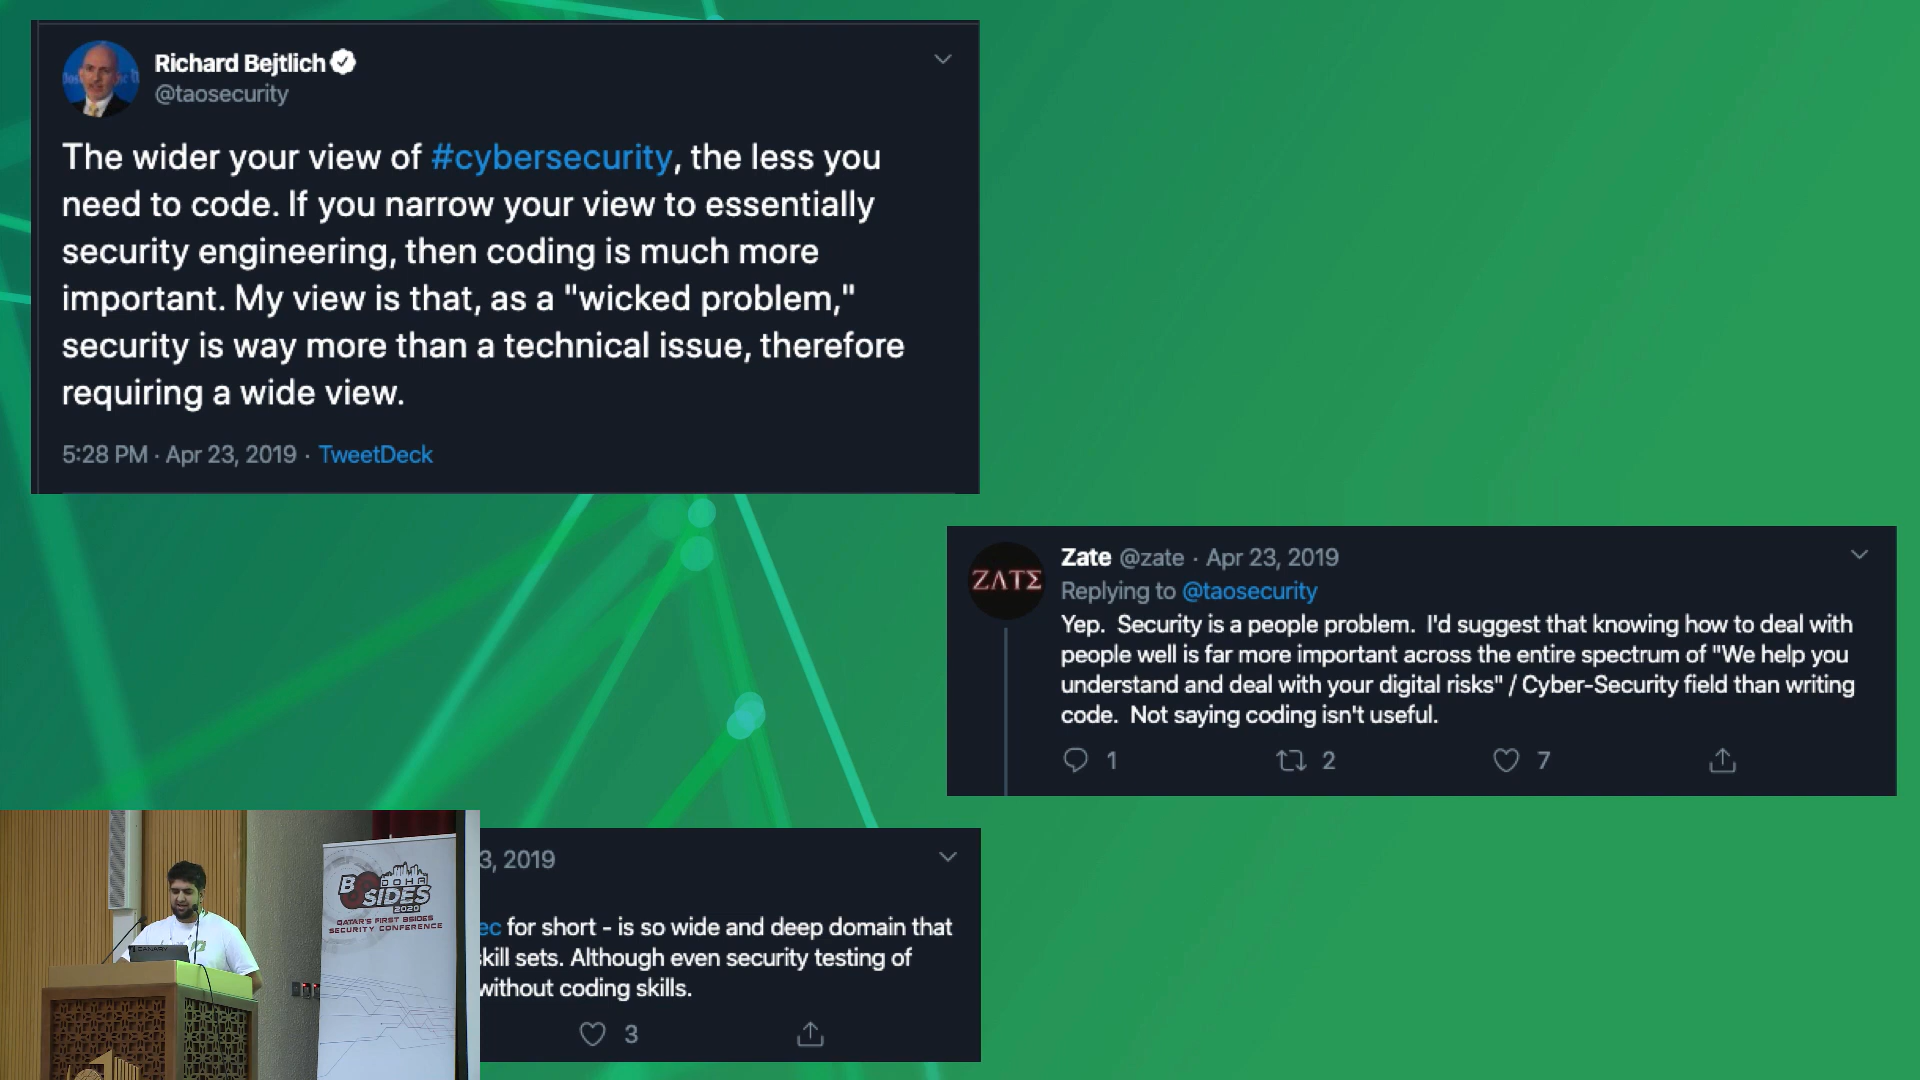 Richard Bejtlich
@taosecurity
The wider your view of #cybersecurity, the less you
need to code. If you narrow your view to essentially
security engineering, then coding is much more
important. My view is that, as a "wicked problem,"
security is way more than a technical issue, therefore
requiring a wide view.
5:28 PM · Apr 23, 2019 · TweetDeck
ZΛTΣ
Zate @zate · Apr 23, 2019
Replying to @taosecurity
Yep. Security is a people problem. I'd suggest that knowing how to deal with
people well is far more important across the entire spectrum of "We help you
understand and deal with your digital risks" / Cyber-Security field than writing
code. Not saying coding isn't useful.
1 2 7
3, 2019
ec for short - is so wide and deep domain that
skill sets. Although even security testing of
without coding skills.
3
BSIDES
DOHA
2020
QATAR'S FIRST BSIDES
SECURITY CONFERENCE